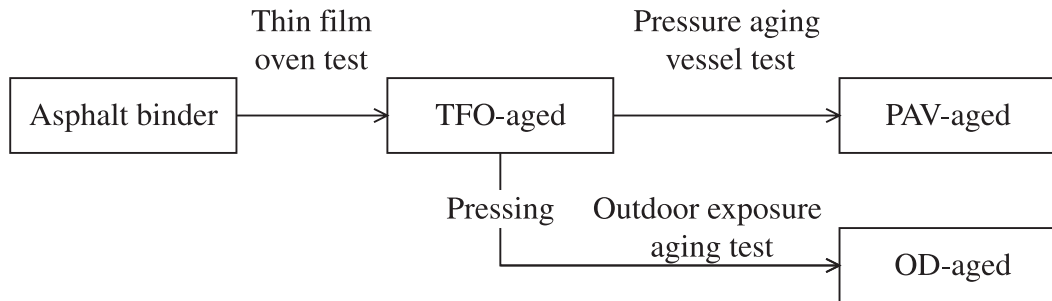 Thin film
oven test
Pressure aging
vessel test
Asphalt binder
TFO-aged
PAV-aged
Pressing
Outdoor exposure
aging test
OD-aged